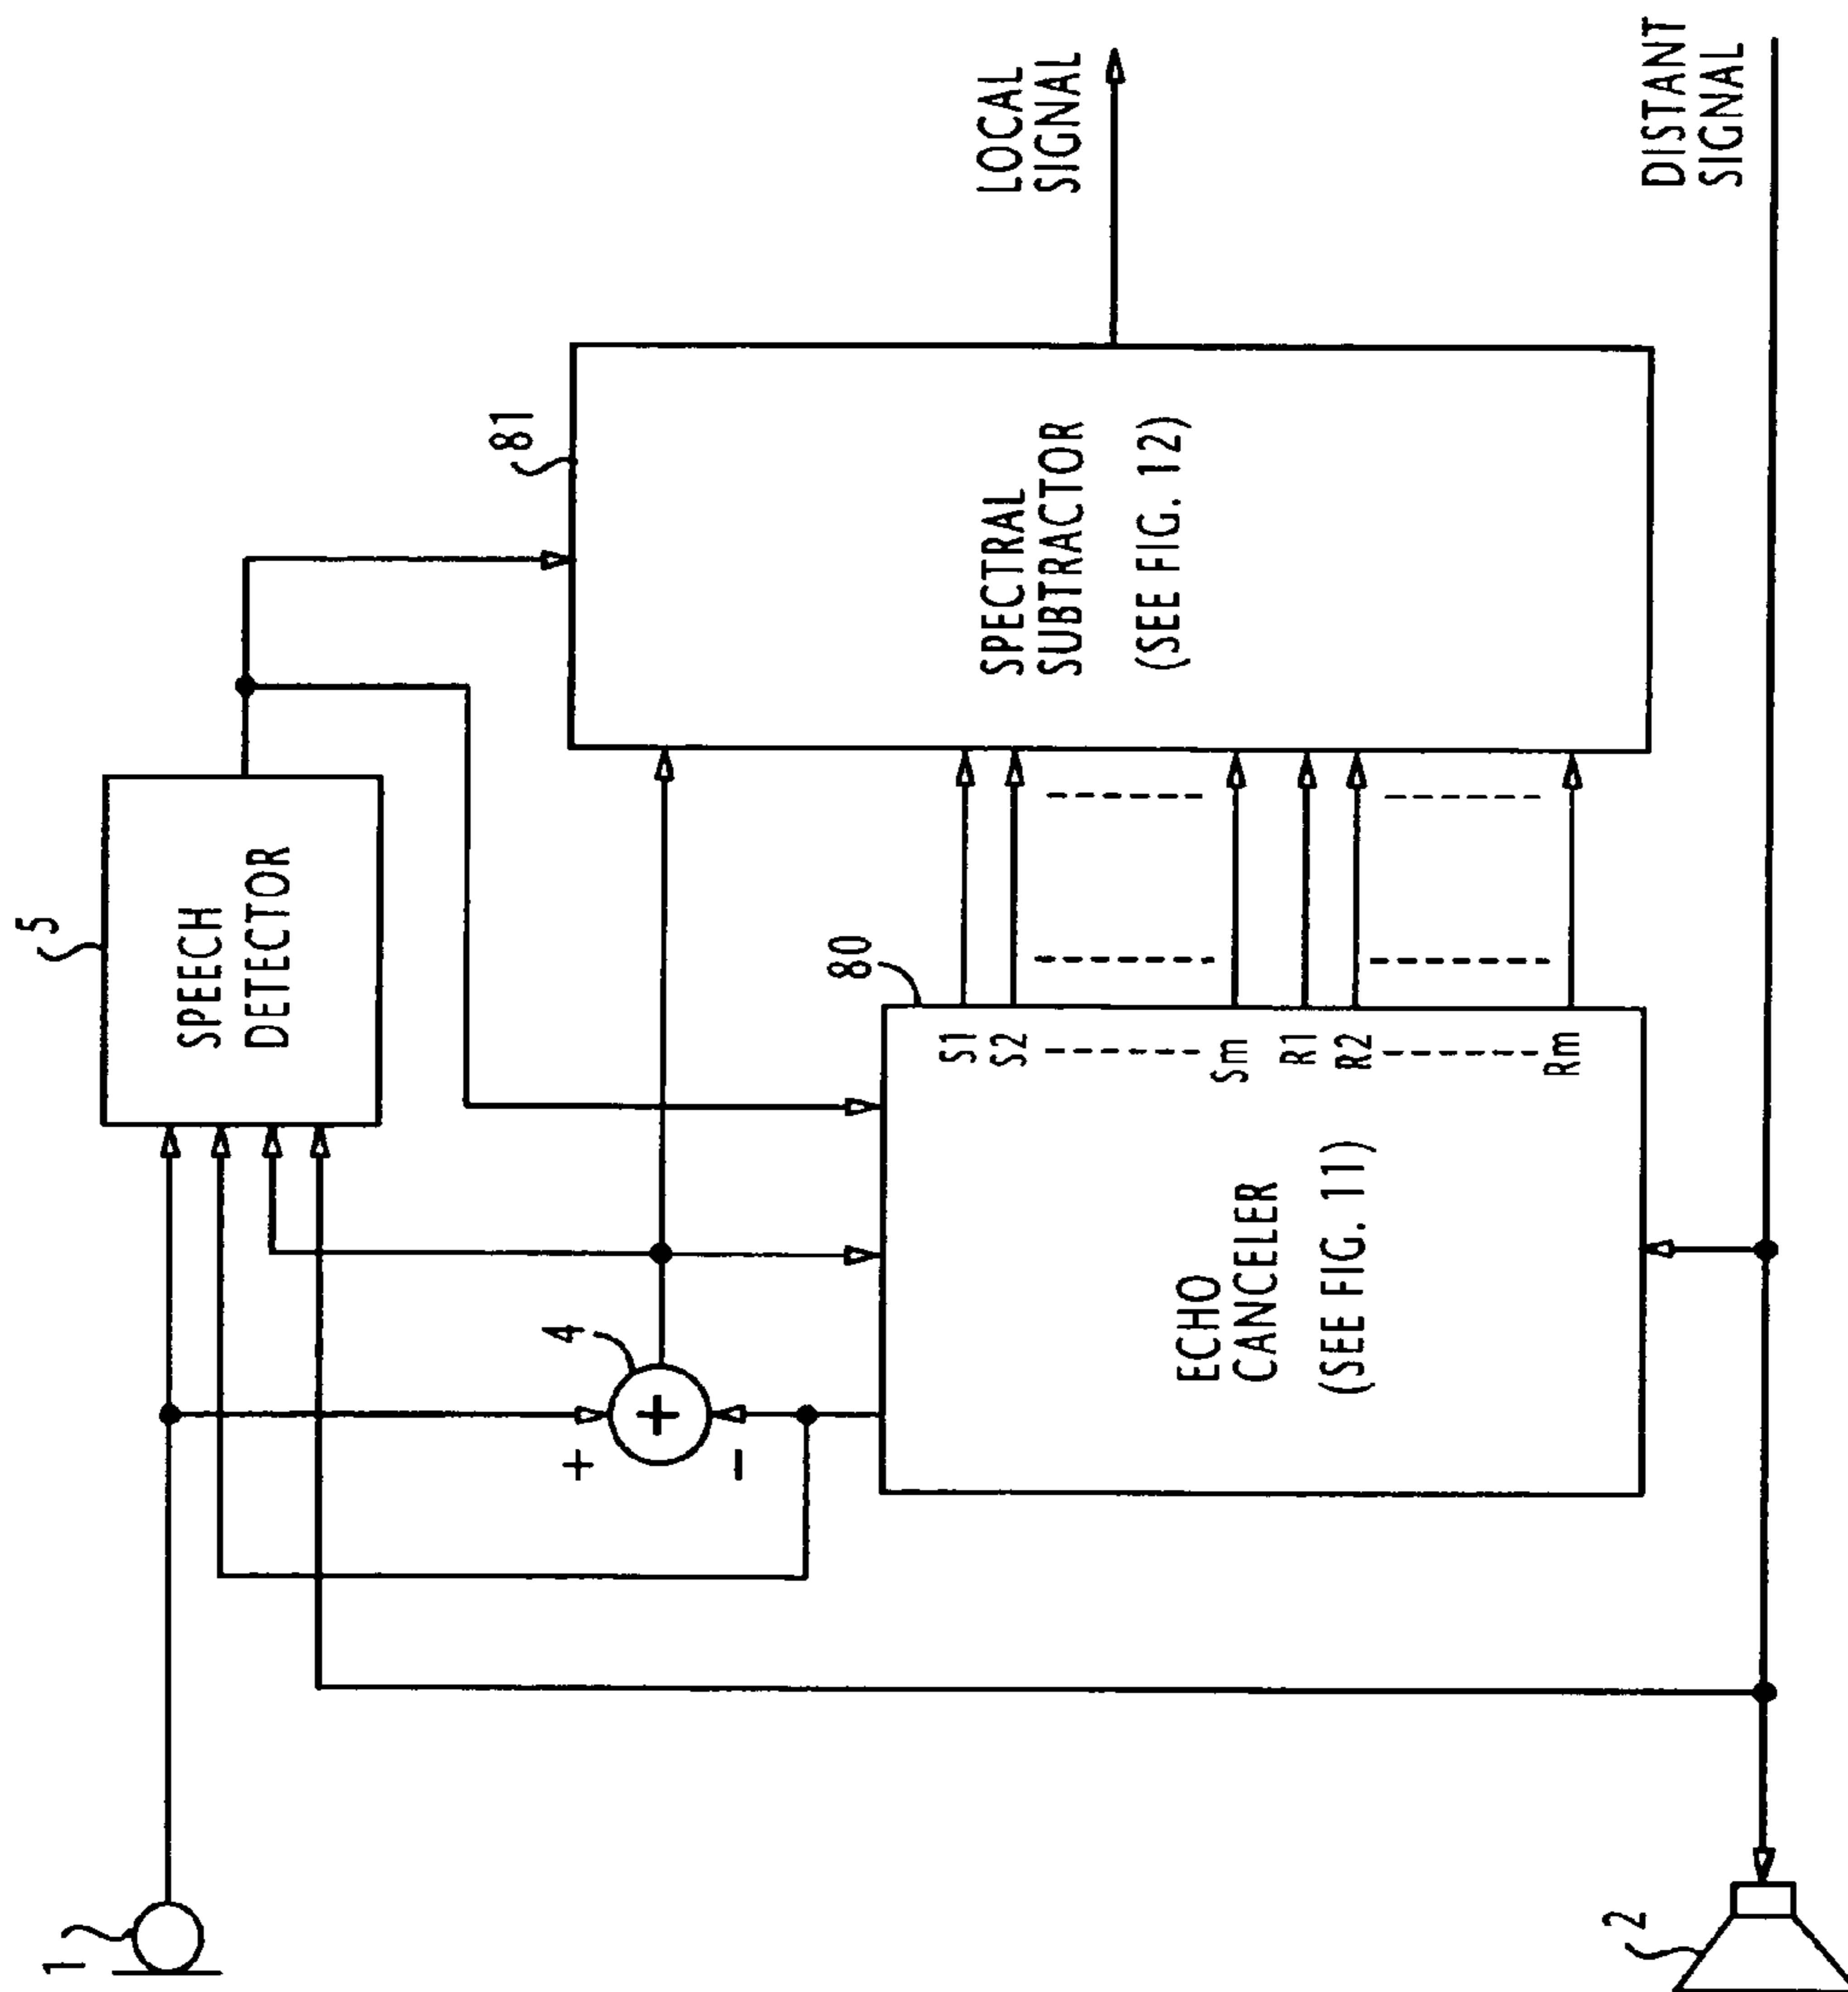 1
5
SPEECH
DETECTOR
81
4
+
+
-
80
SPECTRAL
SUBTRACTOR
(SEE FIG. 12)
LOCAL
SIGNAL
S1
S2
Sm
R1
R2
Rm
ECHO
CANCELER
(SEE FIG. 11)
2
DISTANT
SIGNAL